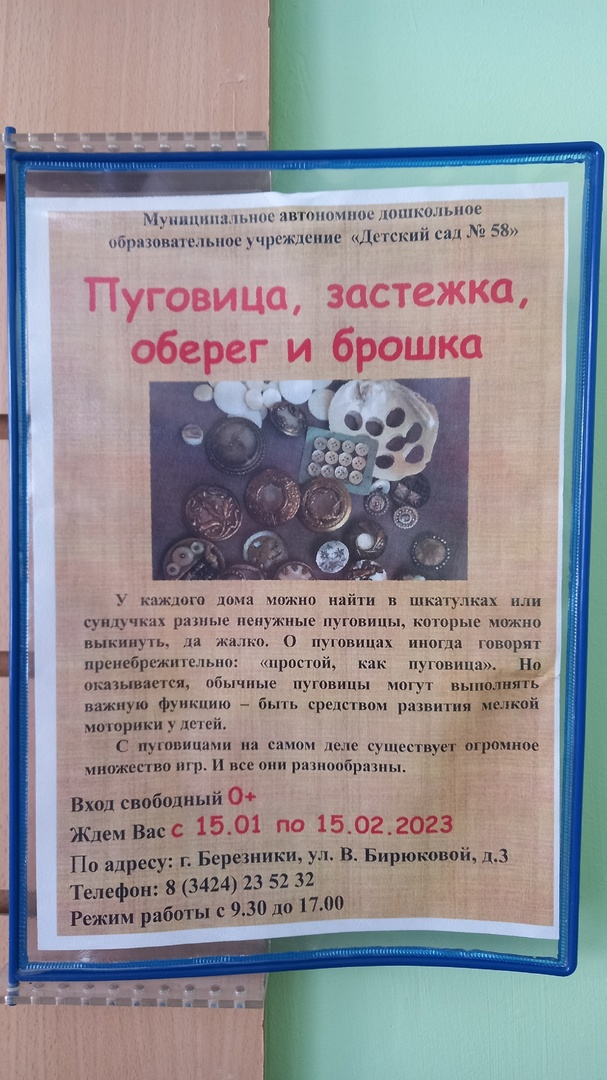 Муниципальное автономное дошкольное
образовательное учреждение «Детский сад № 58»
Пуговица, застежка,
оберег и брошка
У каждого дома можно найти в шкатулках или
сундучках разные ненужные пуговицы, которые можно
выкинуть, да жалко. О пуговицах иногда говорят
пренебрежительно: «простой, как пуговица». Но
оказывается, обычные пуговицы могут выполнять
важную функцию – быть средством развития мелкой
моторики у детей.
С пуговицами на самом деле существует огромное
множество игр. И все они разнообразны.
Вход свободный 0+
Ждем Вас с 15.01 по 15.02.2023
По адресу: г. Березники, ул. В. Бирюковой, д.3
Телефон: 8 (3424) 23 52 32
Режим работы с 9.30 до 17.00